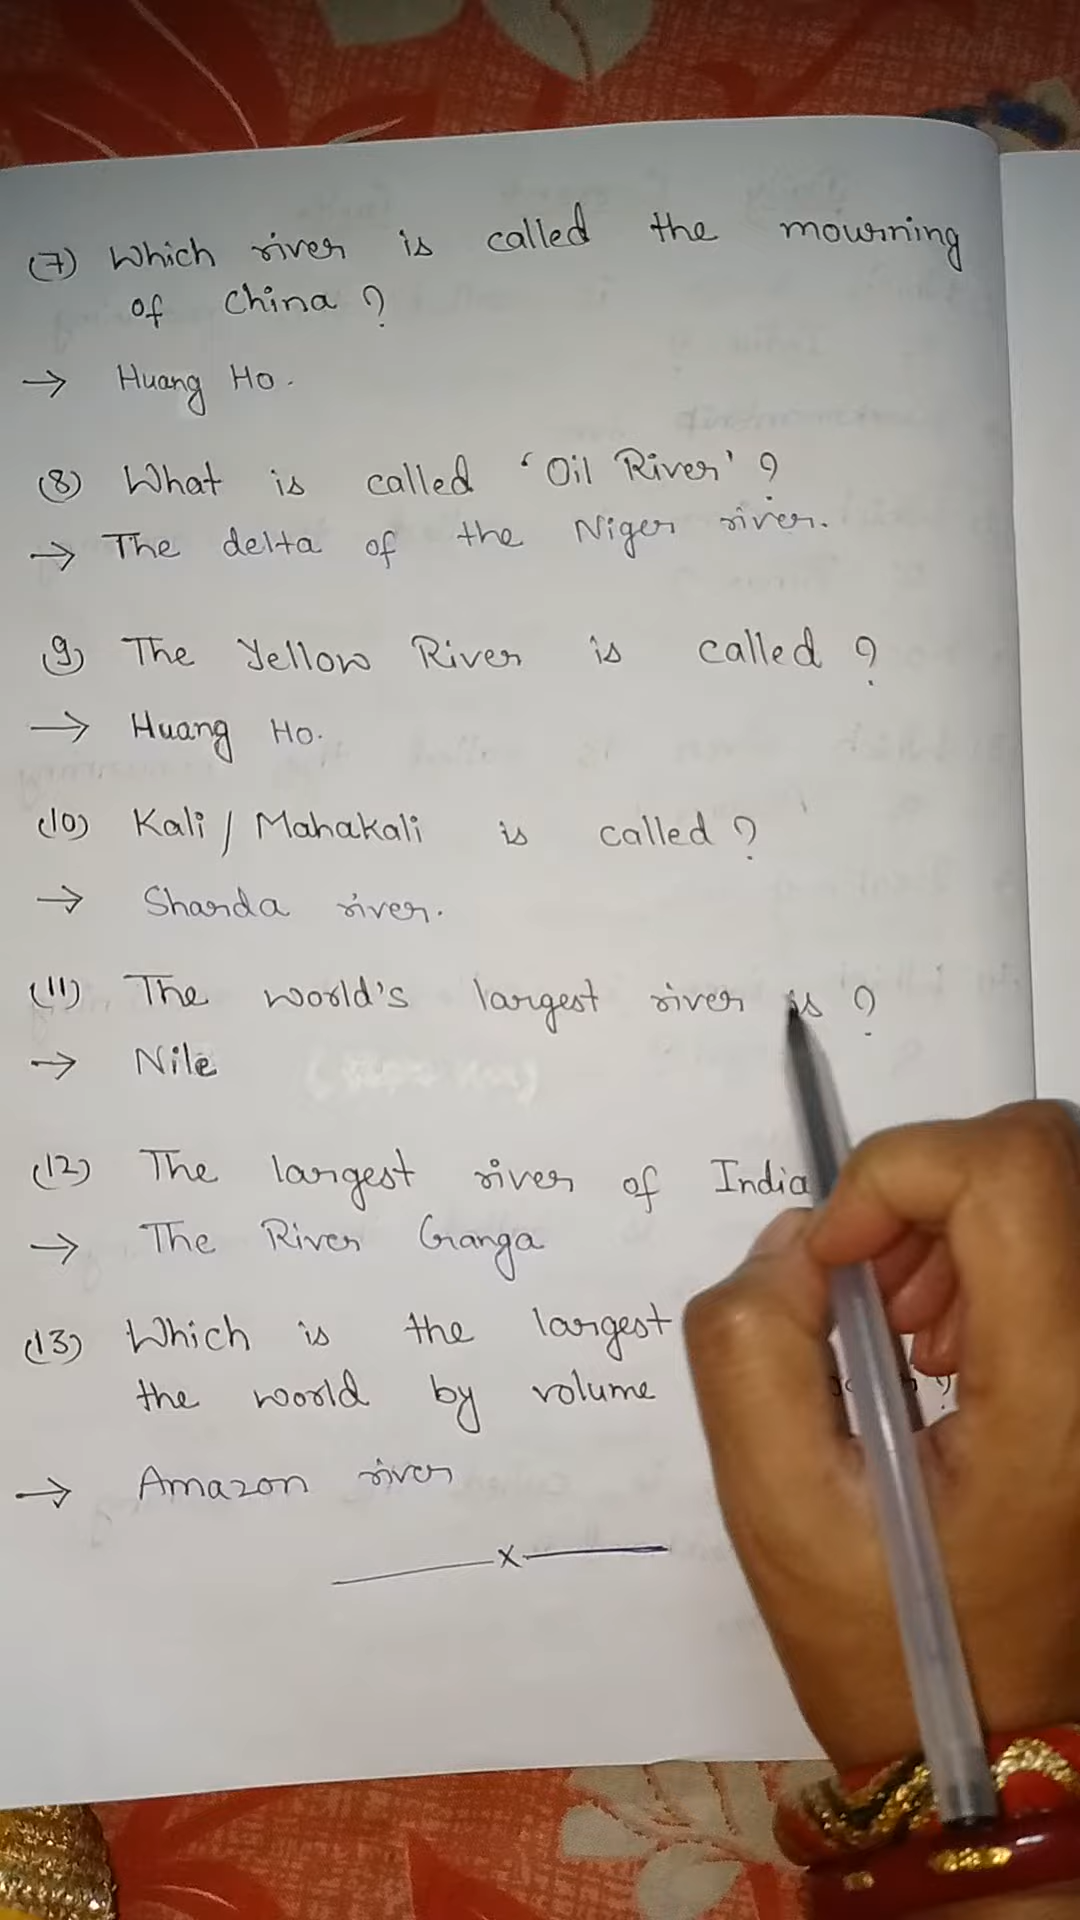 (7) Which river is called the mourning
of China ?
→ Huang Ho.
(8) What is called 'Oil River' ?
→ The delta of the Niger river.
(9) The Yellow River is called ?
→ Huang Ho.
(10) Kali / Mahakali is called ?
→ Sharda river.
(11) The world's largest river is ?
→ Nile
(12) The largest river of India
→ The River Ganga
(13) Which is the largest
the world by volume ?
→ Amazon river
x